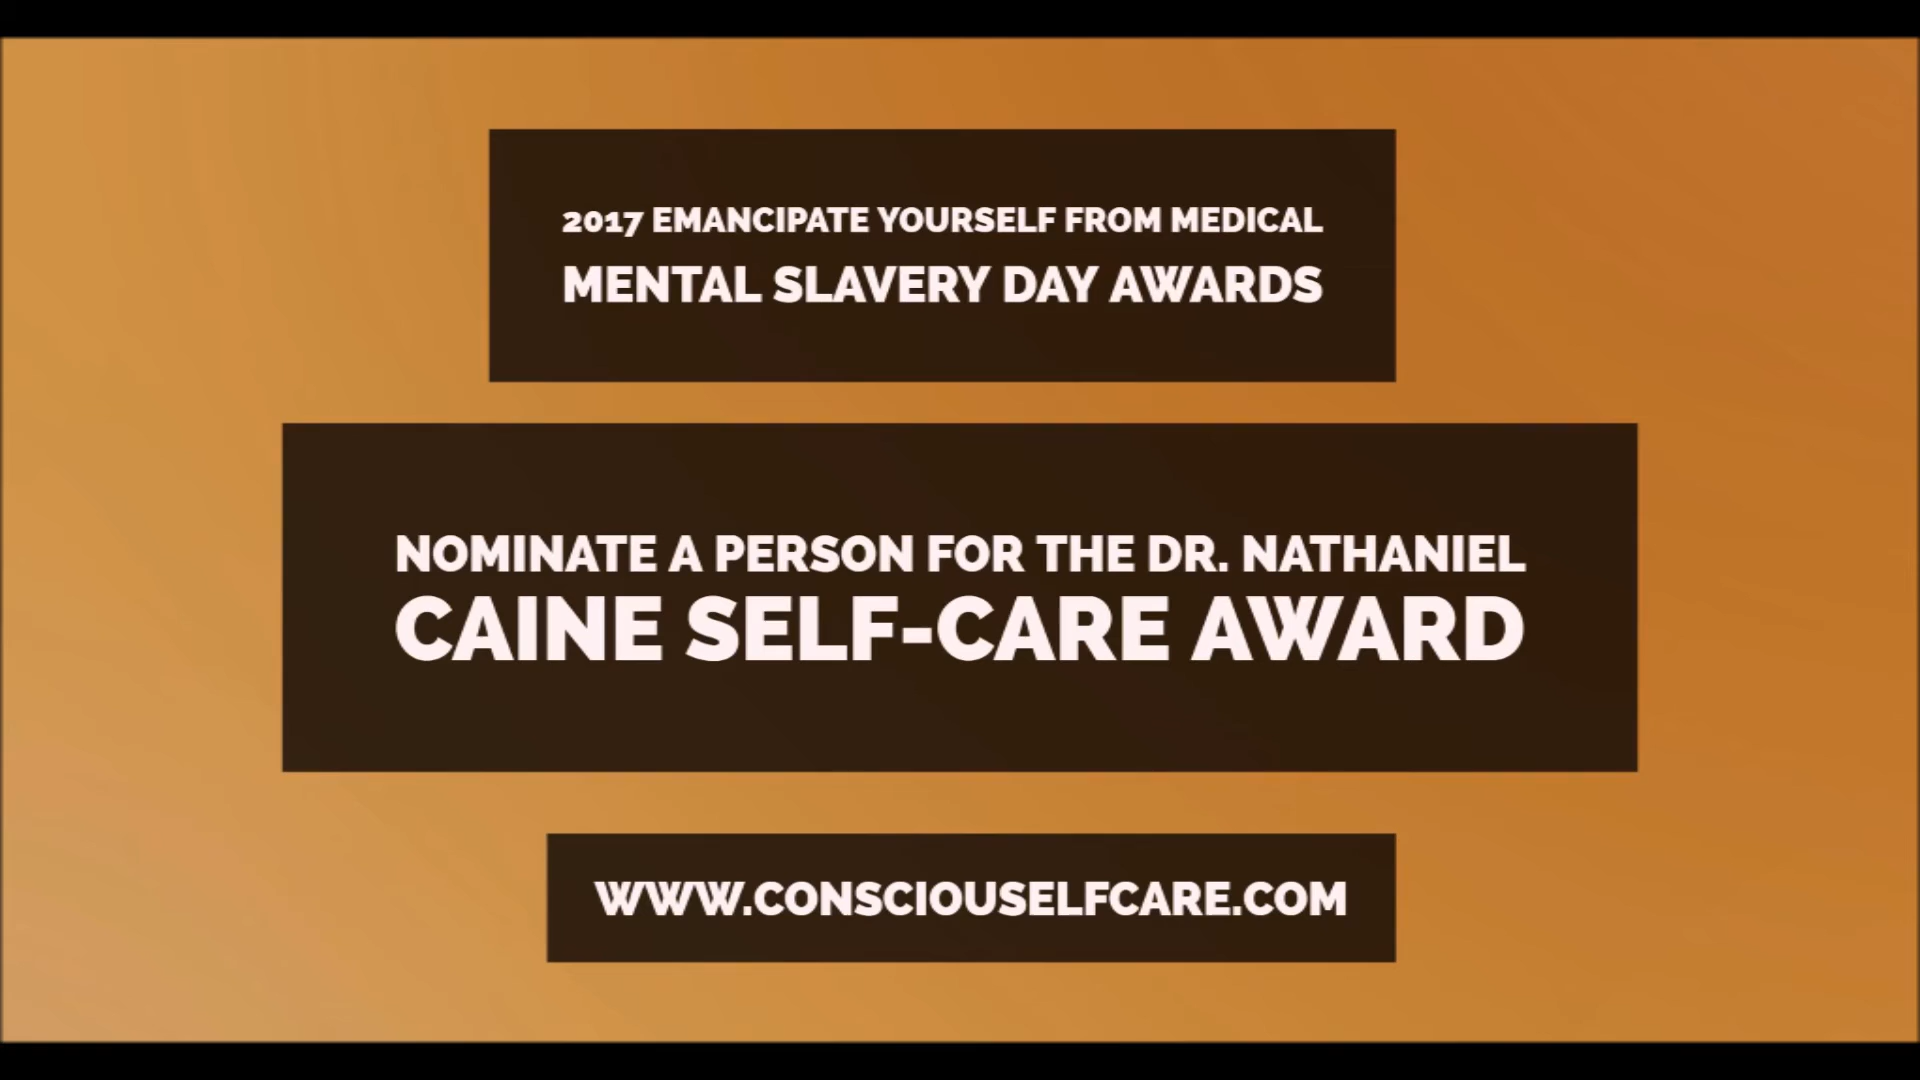 2017 EMANCIPATE YOURSELF FROM MEDICAL
MENTAL SLAVERY DAY AWARDS
NOMINATE A PERSON FOR THE DR. NATHANIEL
CAINE SELF-CARE AWARD
WWW.CONSCIOUSELFCARE.COM